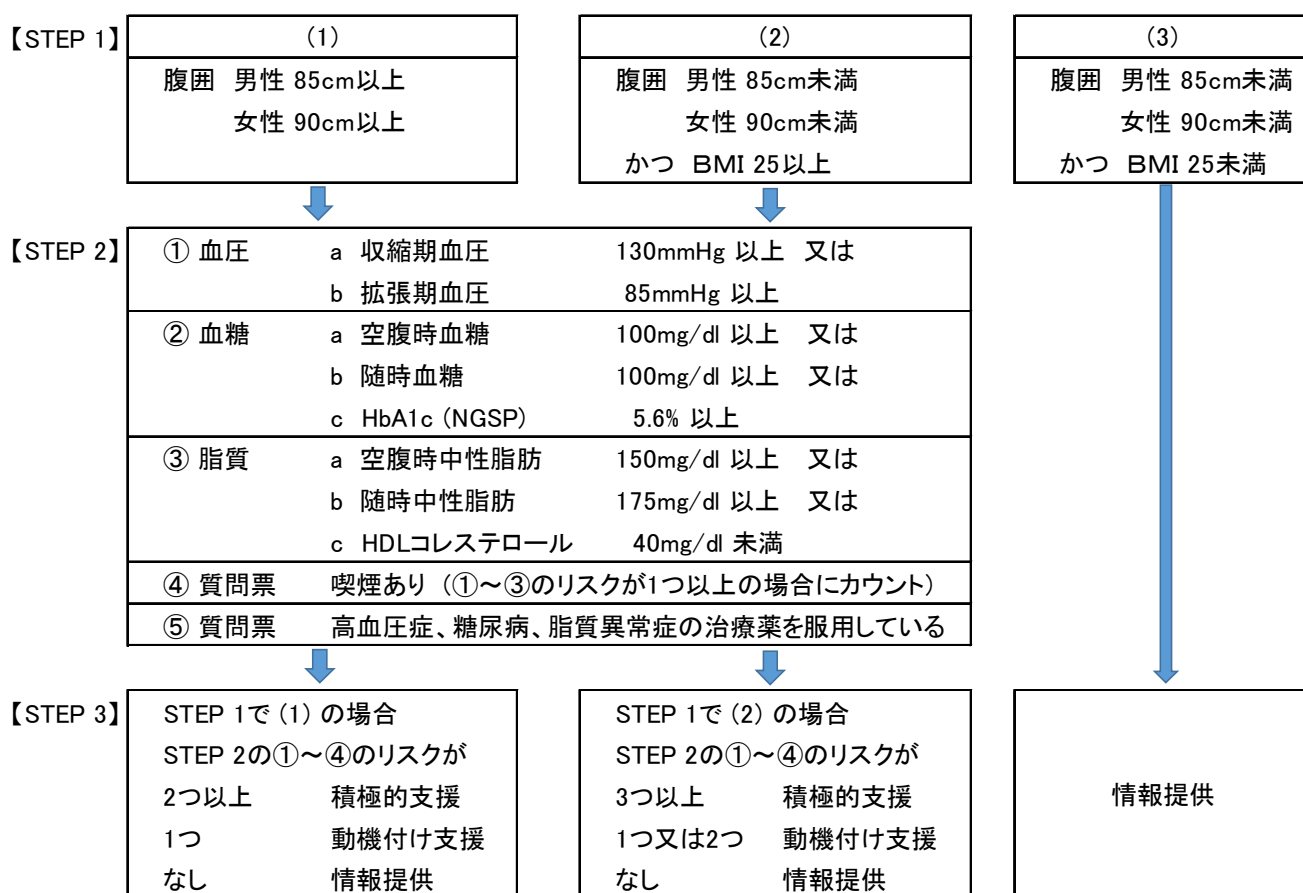 【STEP 1】
(1)
腹囲 男性 85cm以上
女性 90cm以上
(2)
腹囲 男性 85cm未満
女性 90cm未満
かつ ＢＭＩ 25以上
(3)
腹囲 男性 85cm未満
女性 90cm未満
かつ ＢＭＩ 25未満
【STEP 2】
① 血圧 a 収縮期血圧 130mmHg 以上 又は
b 拡張期血圧 85mmHg 以上
② 血糖 a 空腹時血糖 100mg/dl 以上 又は
b 随時血糖 100mg/dl 以上 又は
c HbA1c (NGSP) 5.6% 以上
③ 脂質 a 空腹時中性脂肪 150mg/dl 以上 又は
b 随時中性脂肪 175mg/dl 以上 又は
c HDLコレステロール 40mg/dl 未満
④ 質問票 喫煙あり (①～③のリスクが1つ以上の場合にカウント)
⑤ 質問票 高血圧症、糖尿病、脂質異常症の治療薬を服用している
【STEP 3】
STEP 1で (1) の場合
STEP 2の①～④のリスクが
2つ以上 積極的支援
1つ 動機付け支援
なし 情報提供
STEP 1で (2) の場合
STEP 2の①～④のリスクが
3つ以上 積極的支援
1つ又は2つ 動機付け支援
なし 情報提供
情報提供